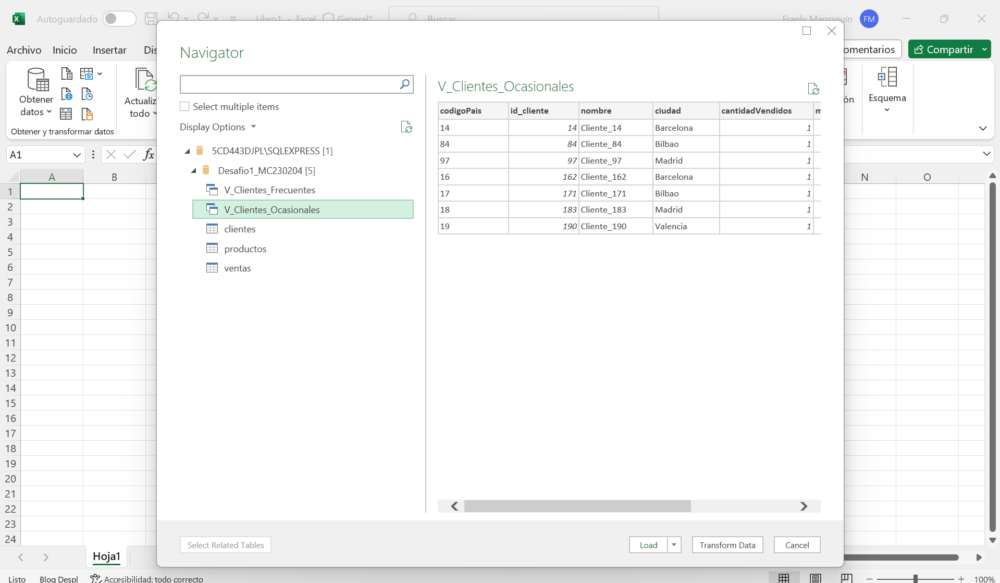 Autoguardado
Libro1 - Excel
General*
Buscar
Franly Marroquín
FM
Archivo
Inicio
Insertar
Dis
omentarios
Compartir
Obtener
datos
Actualiz
todo
Obtener y transformar datos
ón
Esquema
A1
fx
A
B
N
O
1
2
3
4
5
6
7
8
9
10
11
12
13
14
15
16
17
18
19
20
21
22
23
24
Navigator
Select multiple items
Display Options
5CD443DJPL\SQLEXPRESS [1]
Desafio1_MC230204 [5]
V_Clientes_Frecuentes
V_Clientes_Ocasionales
clientes
productos
ventas
V_Clientes_Ocasionales
codigoPais id_cliente nombre ciudad cantidadVendidos m
14 14 Cliente_14 Barcelona 1
84 84 Cliente_84 Bilbao 1
97 97 Cliente_97 Madrid 1
16 162 Cliente_162 Barcelona 1
17 171 Cliente_171 Bilbao 1
18 183 Cliente_183 Madrid 1
19 190 Cliente_190 Valencia 1
Select Related Tables
Load
Transform Data
Cancel
Hoja1
Listo
Bloq Despl
Accesibilidad: todo correcto
100%